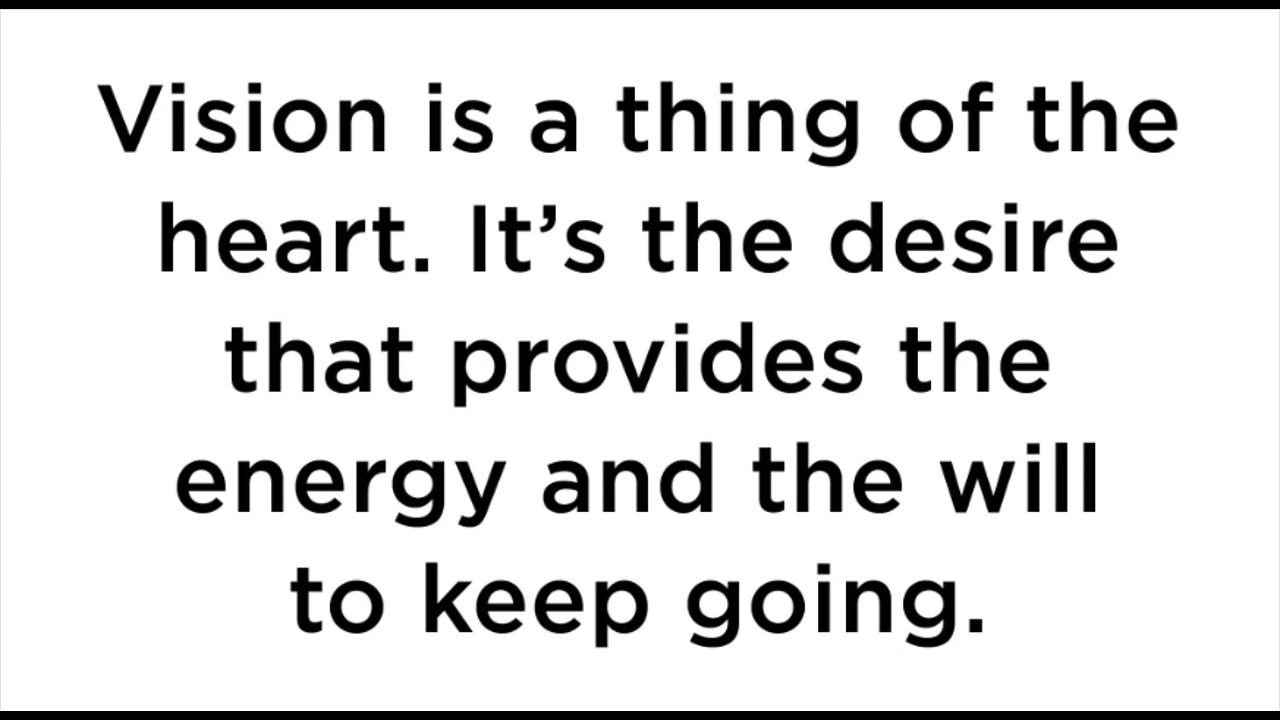 Vision is a thing of the
heart. It’s the desire
that provides the
energy and the will
to keep going.